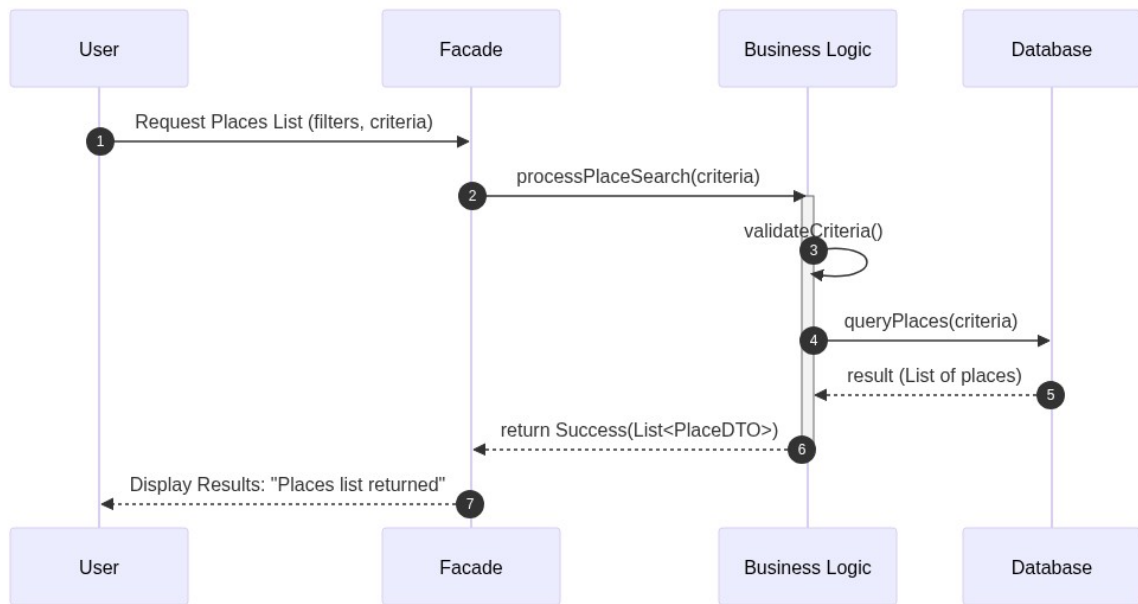 User
Facade
Business Logic
Database
Request Places List (filters, criteria)
1
processPlaceSearch(criteria)
2
validateCriteria()
3
queryPlaces(criteria)
4
result (List of places)
5
return Success(List<PlaceDTO>)
6
Display Results: "Places list returned"
7
User
Facade
Business Logic
Database